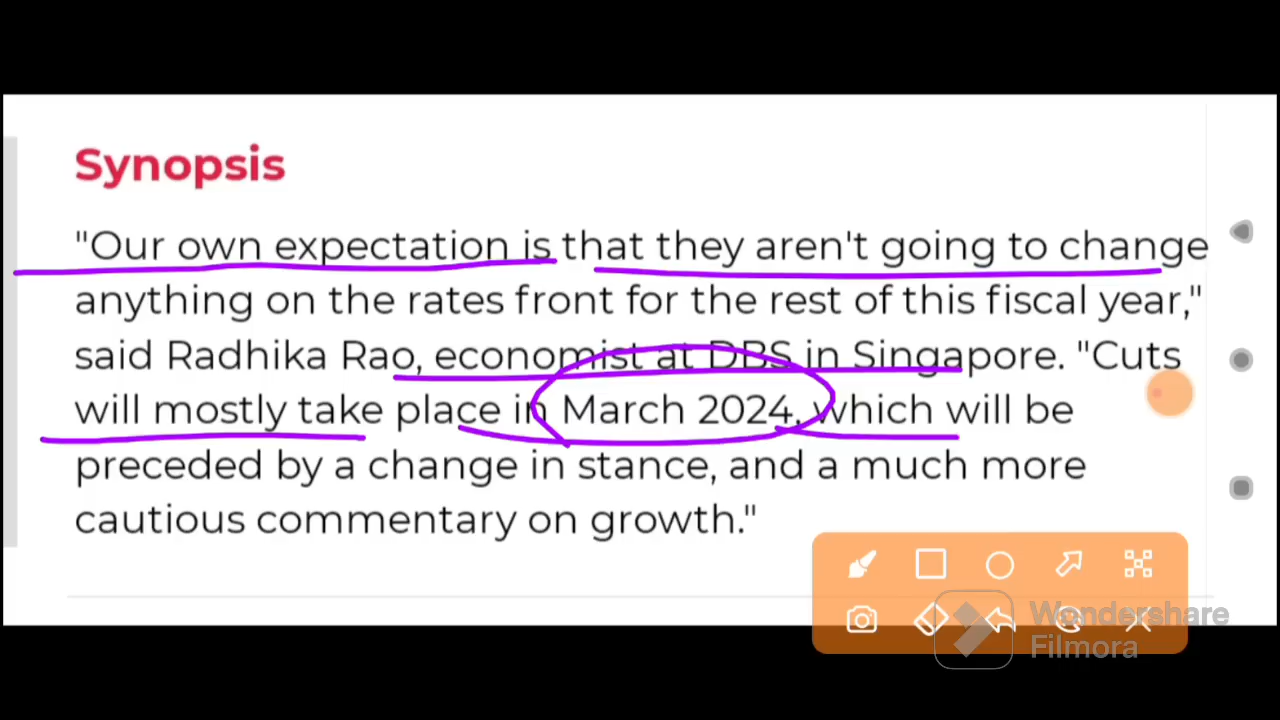 Synopsis
"Our own expectation is that they aren't going to change
anything on the rates front for the rest of this fiscal year,"
said Radhika Rao, economist at DBS in Singapore. "Cuts
will mostly take place in March 2024, which will be
preceded by a change in stance, and a much more
cautious commentary on growth."
Wondershare
Filmora